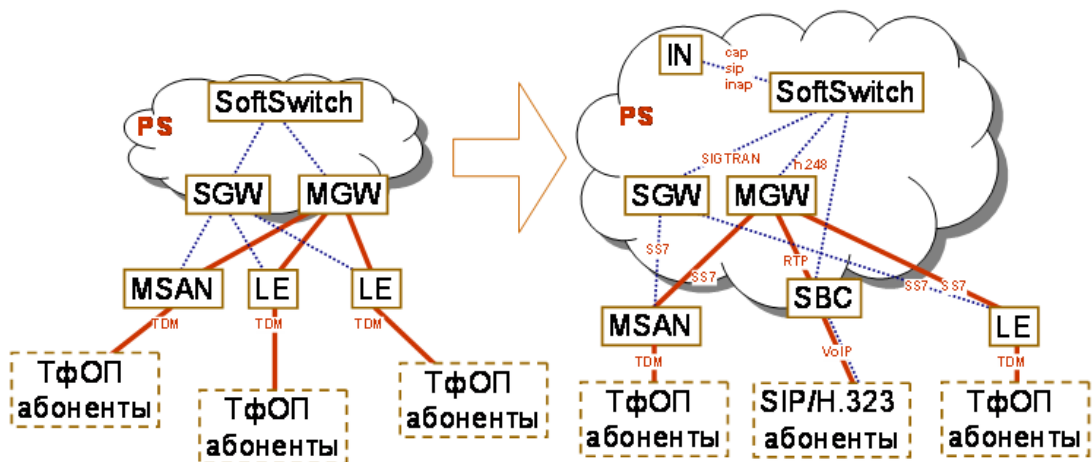 SoftSwitch
PS
SGW
MGW
MSAN
LE
LE
TDM
TDM
TDM
ТфОП
абоненты
ТфОП
абоненты
ТфОП
абоненты
IN
cap
sip
inap
SoftSwitch
PS
SIGTRAN
h.248
SGW
MGW
SS7
SS7
RTP
SS7
SS7
MSAN
SBC
LE
TDM
VoIP
TDM
ТфОП
абоненты
SIP/H.323
абоненты
ТфОП
абоненты